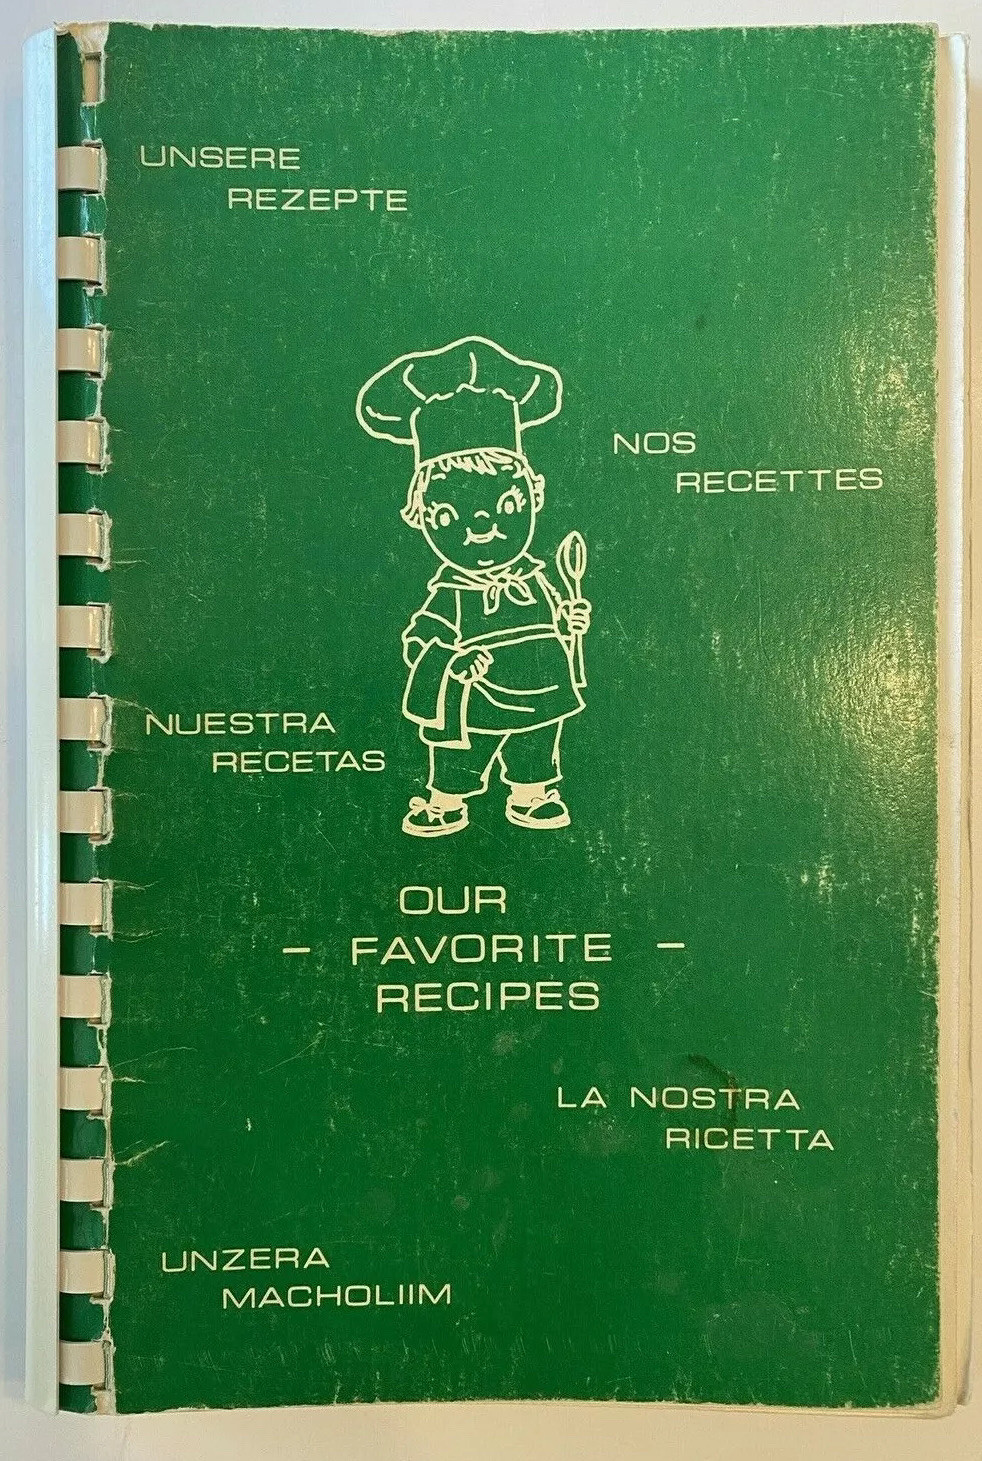 UNSERE
REZEPTE
NOS
RECETTES
NUESTRA
RECETAS
OUR
- FAVORITE -
RECIPES
LA NOSTRA
RICETTA
UNZERA
MACHOLIIM